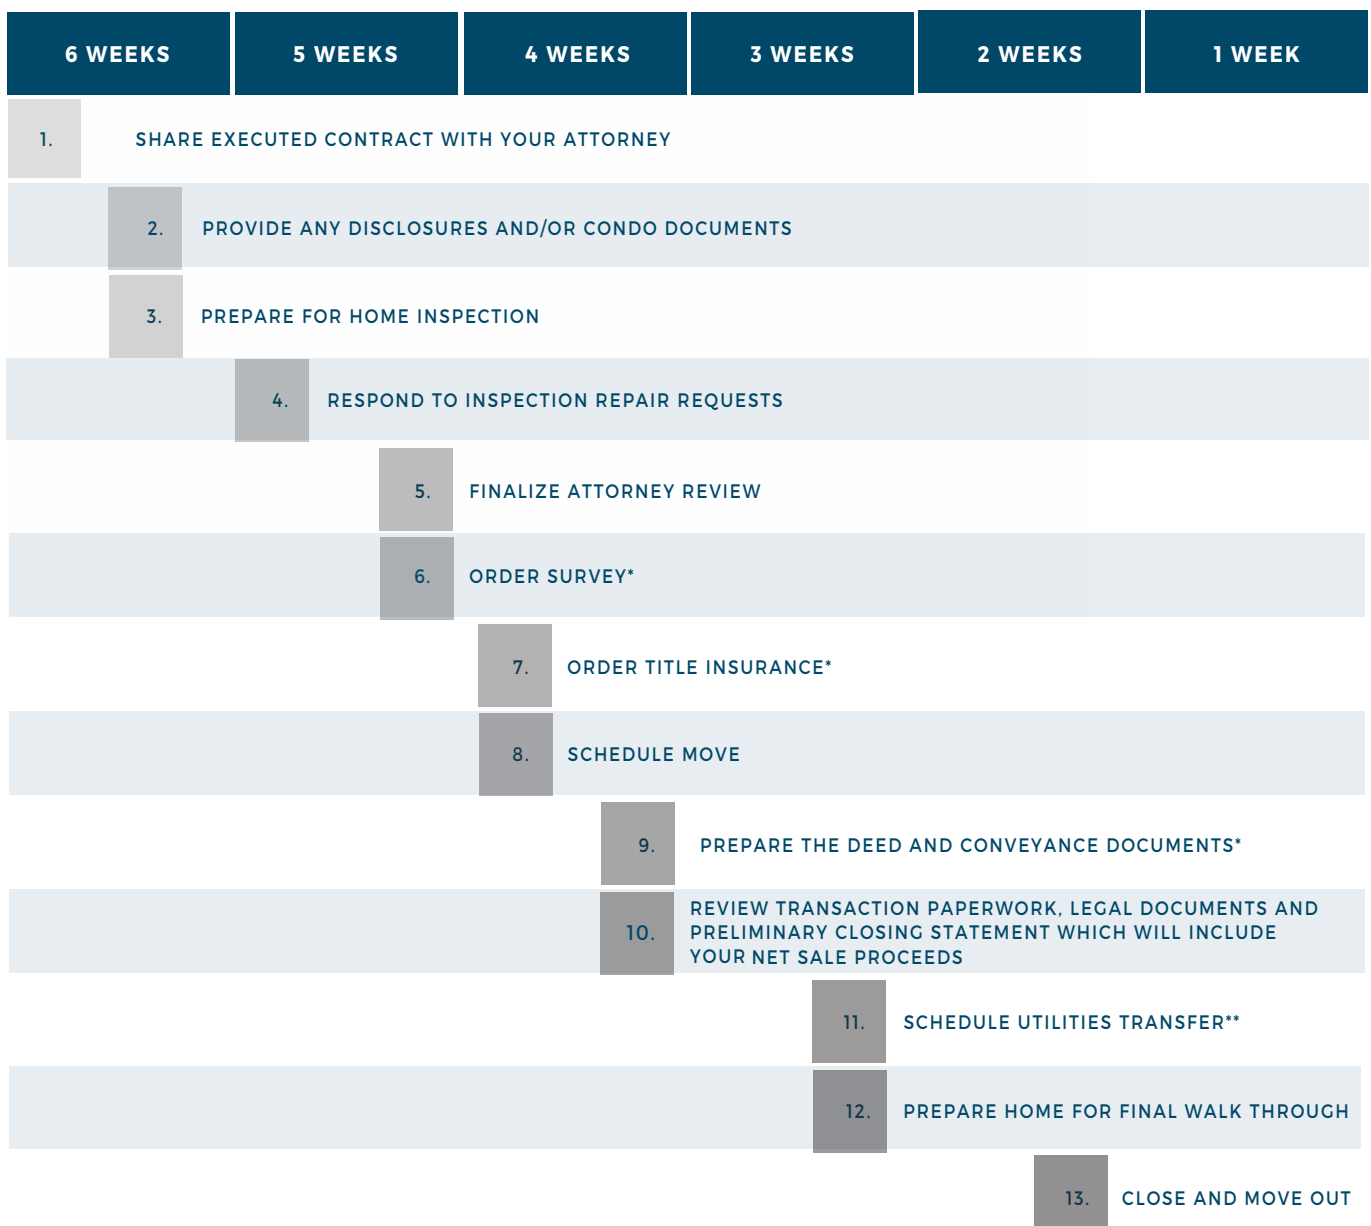 6 WEEKS 5 WEEKS 4 WEEKS 3 WEEKS 2 WEEKS 1 WEEK
1. SHARE EXECUTED CONTRACT WITH YOUR ATTORNEY
2. PROVIDE ANY DISCLOSURES AND/OR CONDO DOCUMENTS
3. PREPARE FOR HOME INSPECTION
4. RESPOND TO INSPECTION REPAIR REQUESTS
5. FINALIZE ATTORNEY REVIEW
6. ORDER SURVEY*
7. ORDER TITLE INSURANCE*
8. SCHEDULE MOVE
9. PREPARE THE DEED AND CONVEYANCE DOCUMENTS*
10. REVIEW TRANSACTION PAPERWORK, LEGAL DOCUMENTS AND
PRELIMINARY CLOSING STATEMENT WHICH WILL INCLUDE
YOUR NET SALE PROCEEDS
11. SCHEDULE UTILITIES TRANSFER**
12. PREPARE HOME FOR FINAL WALK THROUGH
13. CLOSE AND MOVE OUT